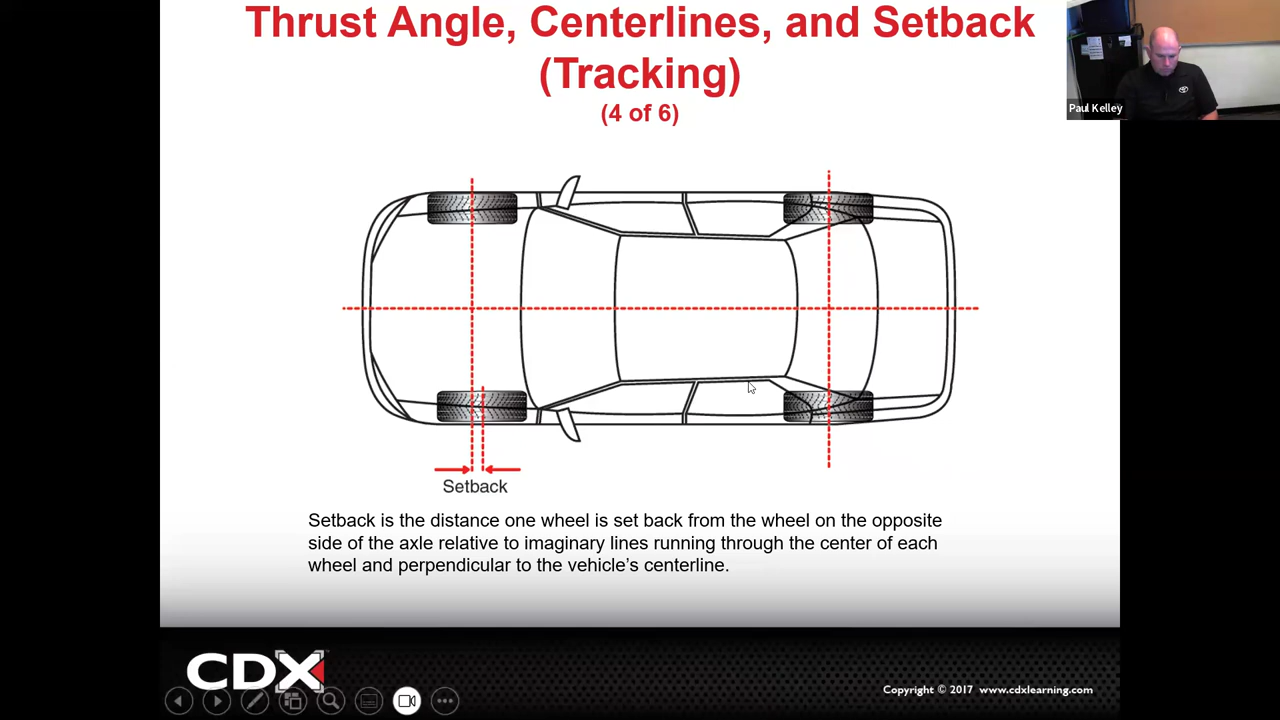 Thrust Angle, Centerlines, and Setback
(Tracking)
(4 of 6)
Paul Kelley
Setback
Setback is the distance one wheel is set back from the wheel on the opposite
side of the axle relative to imaginary lines running through the center of each
wheel and perpendicular to the vehicle's centerline.
CDX
Copyright © 2017 www.cdxlearning.com